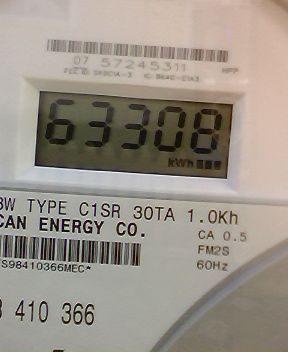 07 57245311 HPP
63308
kWh
3W TYPE C1SR 30TA 1.0Kh
CAN ENERGY CO. CA 0.5
FM2S
S98410366MEC* 60Hz
410 366